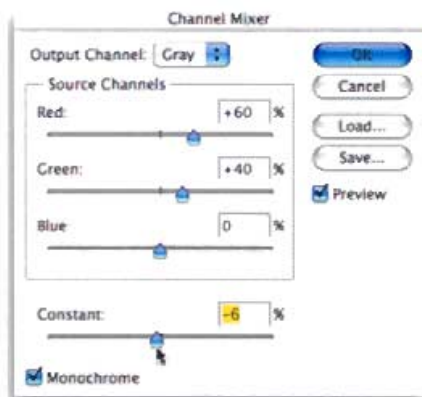 Channel Mixer
Output Channel: Gray
OK
Source Channels
Cancel
Red: +60 %
Load...
Green: +40 %
Save...
Preview
Blue 0 %
Constant: -6 %
Monochrome